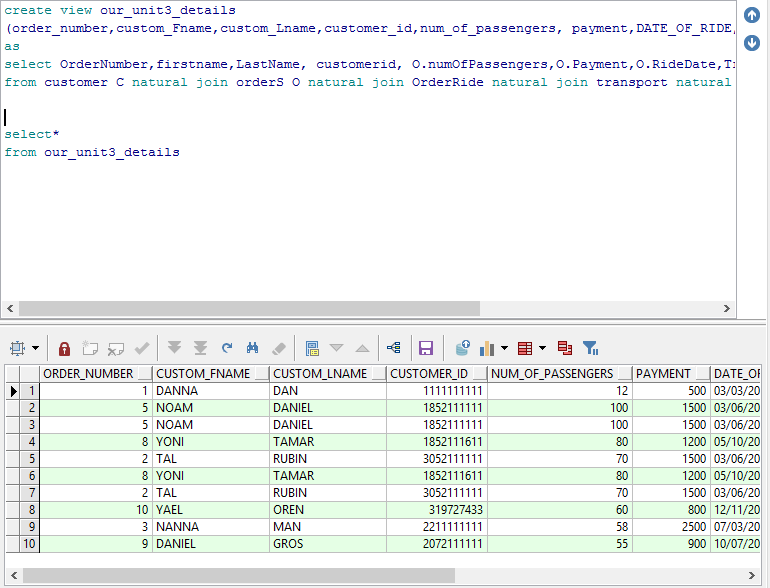 create view our_unit3_details
(order_number,custom_Fname,custom_Lname,customer_id,num_of_passengers, payment,DATE_OF_RIDE,
as
select OrderNumber,firstname,LastName, customerid, O.numOfPassengers,O.Payment,O.RideDate,Tr
from customer C natural join orderS O natural join OrderRide natural join transport natural
select*
from our_unit3_details
ORDER_NUMBER CUSTOM_FNAME CUSTOM_LNAME CUSTOMER_ID NUM_OF_PASSENGERS PAYMENT DATE_OF
1 1 DANNA DAN 1111111111 12 500 03/03/20
2 5 NOAM DANIEL 1852111111 100 1500 03/06/20
3 5 NOAM DANIEL 1852111111 100 1500 03/06/20
4 8 YONI TAMAR 1852111611 80 1200 05/10/20
5 2 TAL RUBIN 3052111111 70 1500 03/06/20
6 8 YONI TAMAR 1852111611 80 1200 05/10/20
7 2 TAL RUBIN 3052111111 70 1500 03/06/20
8 10 YAEL OREN 319727433 60 800 12/11/20
9 3 NANNA MAN 2211111111 58 2500 07/03/20
10 9 DANIEL GROS 2072111111 55 900 10/07/20